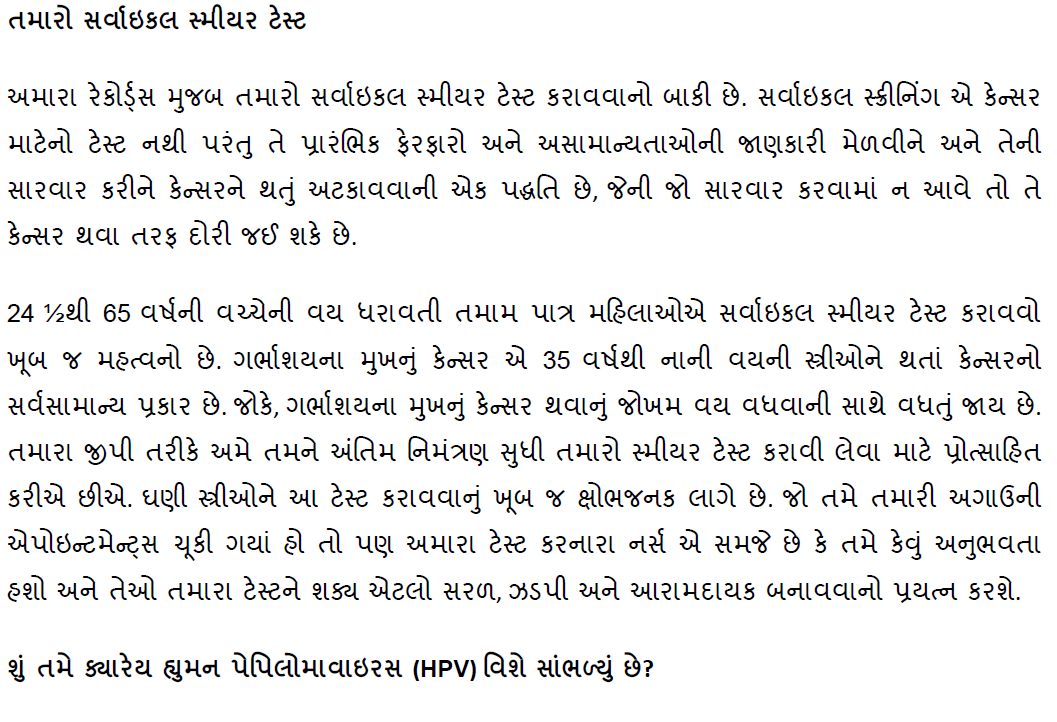 તમારો સર્વાઇકલ સ્મીયર ટેસ્ટ
અમારા રેકોર્ડ્સ મુજબ તમારો સર્વાઇકલ સ્મીયર ટેસ્ટ કરાવવાનો બાકી છે. સર્વાઇકલ સ્ક્રીનિંગ એ કેન્સર
માટેનો ટેસ્ટ નથી પરંતુ તે પ્રારંભિક ફેરફારો અને અસામાન્યતાઓની જાણકારી મેળવીને અને તેની
સારવાર કરીને કેન્સરને થતું અટકાવવાની એક પદ્ધતિ છે, જેની જો સારવાર કરવામાં ન આવે તો તે
કેન્સર થવા તરફ દોરી જઈ શકે છે.
24 ½થી 65 વર્ષની વચ્ચેની વય ધરાવતી તમામ પાત્ર મહિલાઓએ સર્વાઇકલ સ્મીયર ટેસ્ટ કરાવવો
ખૂબ જ મહત્વનો છે. ગર્ભાશયના મુખનું કેન્સર એ 35 વર્ષથી નાની વયની સ્ત્રીઓને થતાં કેન્સરનો
સર્વસામાન્ય પ્રકાર છે. જોકે, ગર્ભાશયના મુખનું કેન્સર થવાનું જોખમ વય વધવાની સાથે વધતું જાય છે.
તમારા જીપી તરીકે અમે તમને અંતિમ નિમંત્રણ સુધી તમારો સ્મીયર ટેસ્ટ કરાવી લેવા માટે પ્રોત્સાહિત
કરીએ છીએ. ઘણી સ્ત્રીઓને આ ટેસ્ટ કરાવવાનું ખૂબ જ ક્ષોભજનક લાગે છે. જો તમે તમારી અગાઉની
એપોઇન્ટમેન્ટ્સ ચૂકી ગયાં હો તો પણ અમારા ટેસ્ટ કરનારા નર્સ એ સમજે છે કે તમે કેવું અનુભવતા
હશો અને તેઓ તમારા ટેસ્ટને શક્ય એટલો સરળ, ઝડપી અને આરામદાયક બનાવવાનો પ્રયત્ન કરશે.
શું તમે ક્યારેય હ્યુમન પેપિલોમાવાઇરસ (HPV) વિશે સાંભળ્યું છે?